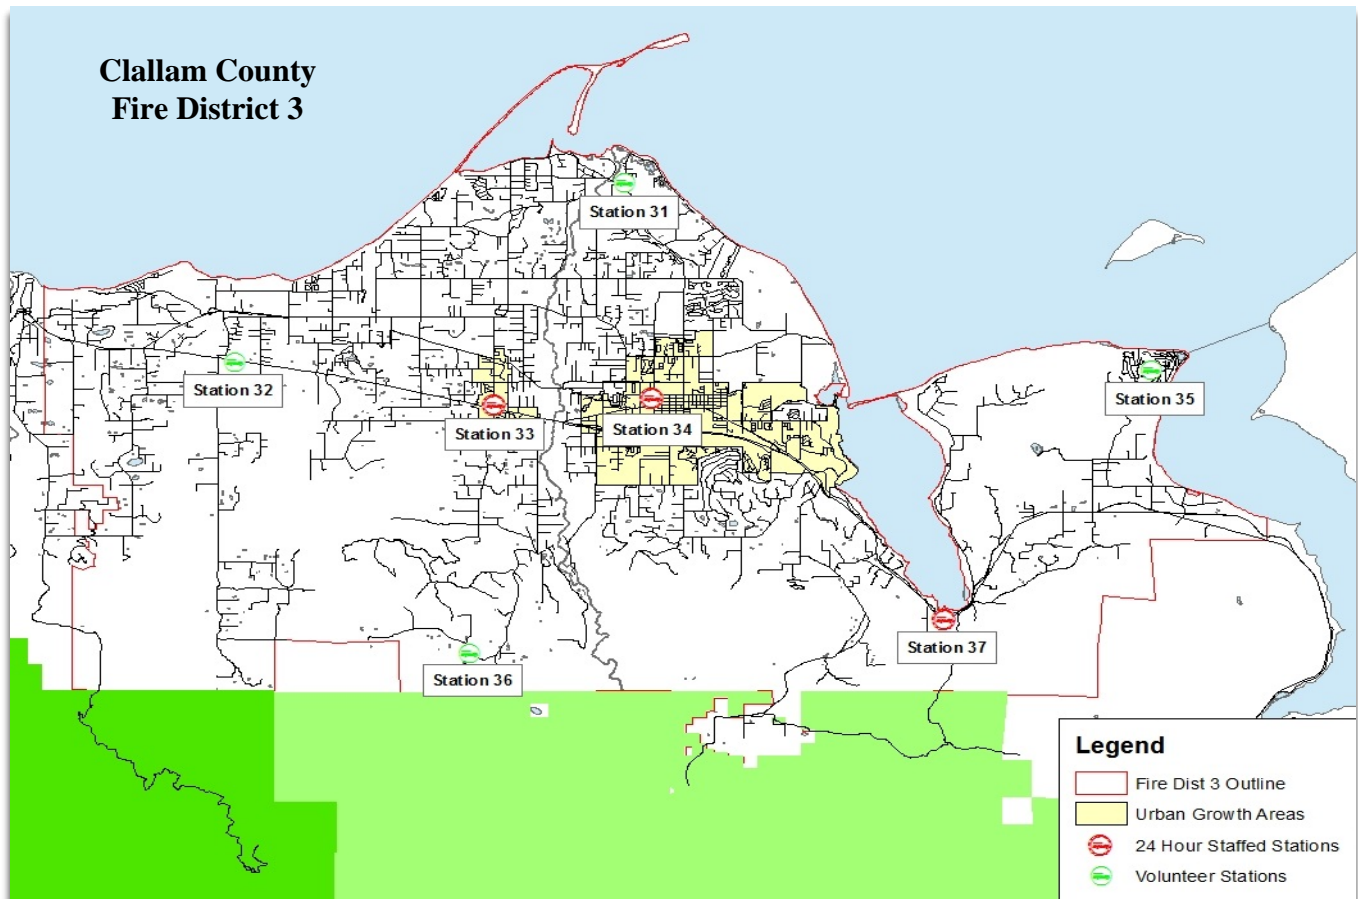 Clallam County
Fire District 3
Station 31
Station 32
Station 33
Station 34
Station 35
Station 36
Station 37
Legend
Fire Dist 3 Outline
Urban Growth Areas
24 Hour Staffed Stations
Volunteer Stations